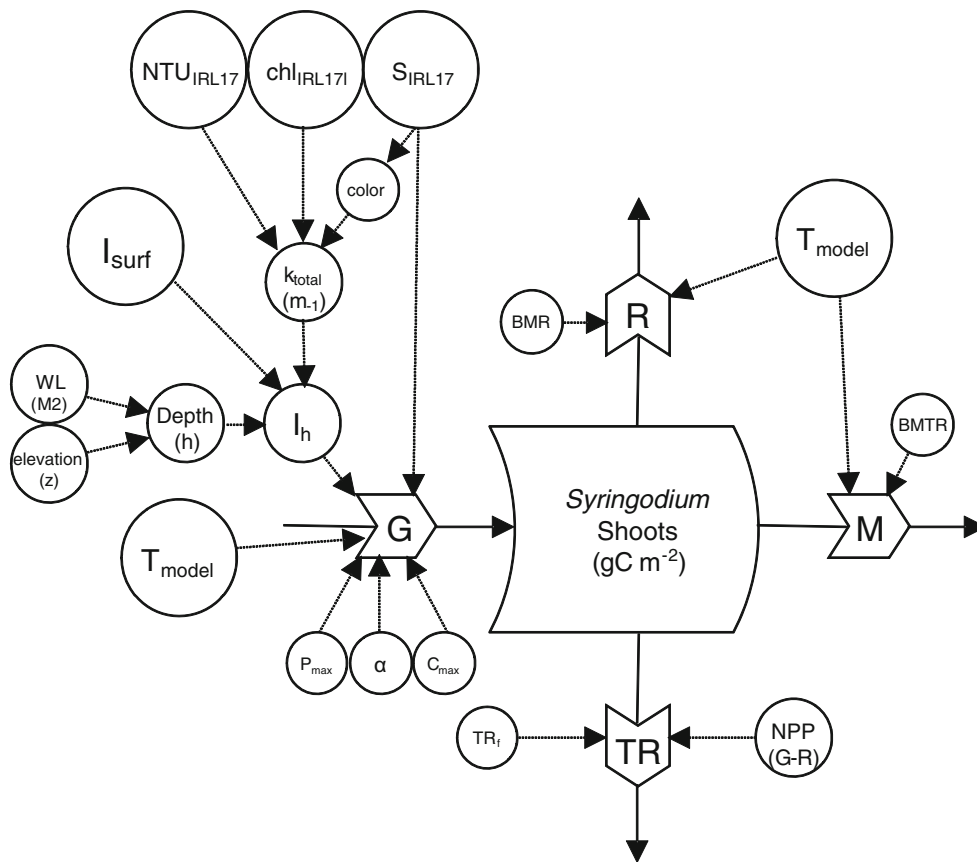 NTU_IRL17
chl_IRL17l
S_IRL17
color
I_surf
k_total
(m-1)
T_model
BMR
R
WL
(M2)
elevation
(z)
Depth
(h)
I_h
BMTR
Syringodium
Shoots
(gC m⁻²)
G
M
T_model
P_max
α
C_max
TR_f
TR
NPP
(G-R)